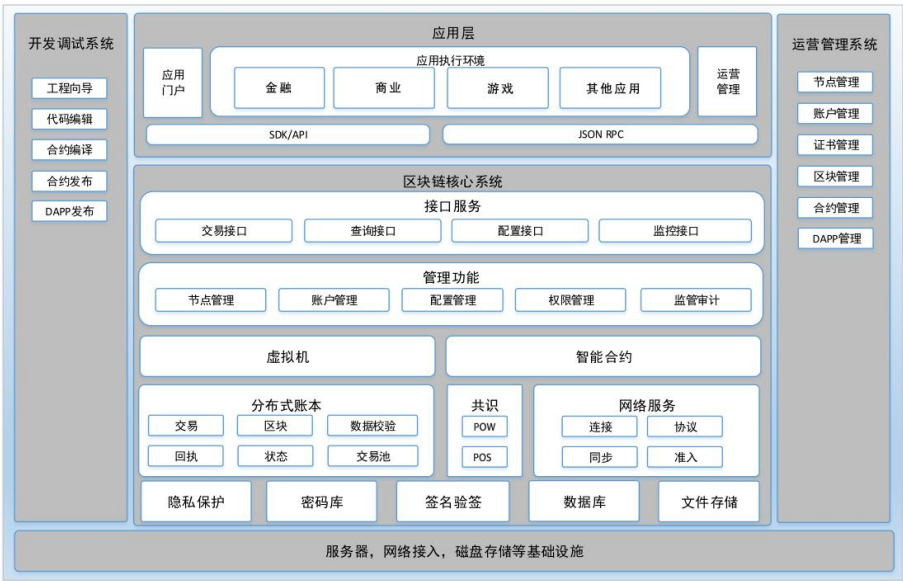 开发调试系统
工程向导
代码编辑
合约编译
合约发布
DAPP发布
应用层
应用门户
应用执行环境
金融 商业 游戏 其他应用
运营管理
SDK/API JSON RPC
区块链核心系统
接口服务
交易接口 查询接口 配置接口 监控接口
管理功能
节点管理 账户管理 配置管理 权限管理 监管审计
虚拟机 智能合约
分布式账本
交易 区块 数据校验
回执 状态 交易池
共识
POW
POS
网络服务
连接 协议
同步 准入
隐私保护 密码库 签名验签 数据库 文件存储
运营管理系统
节点管理
账户管理
证书管理
区块管理
合约管理
DAPP管理
服务器，网络接入，磁盘存储等基础设施